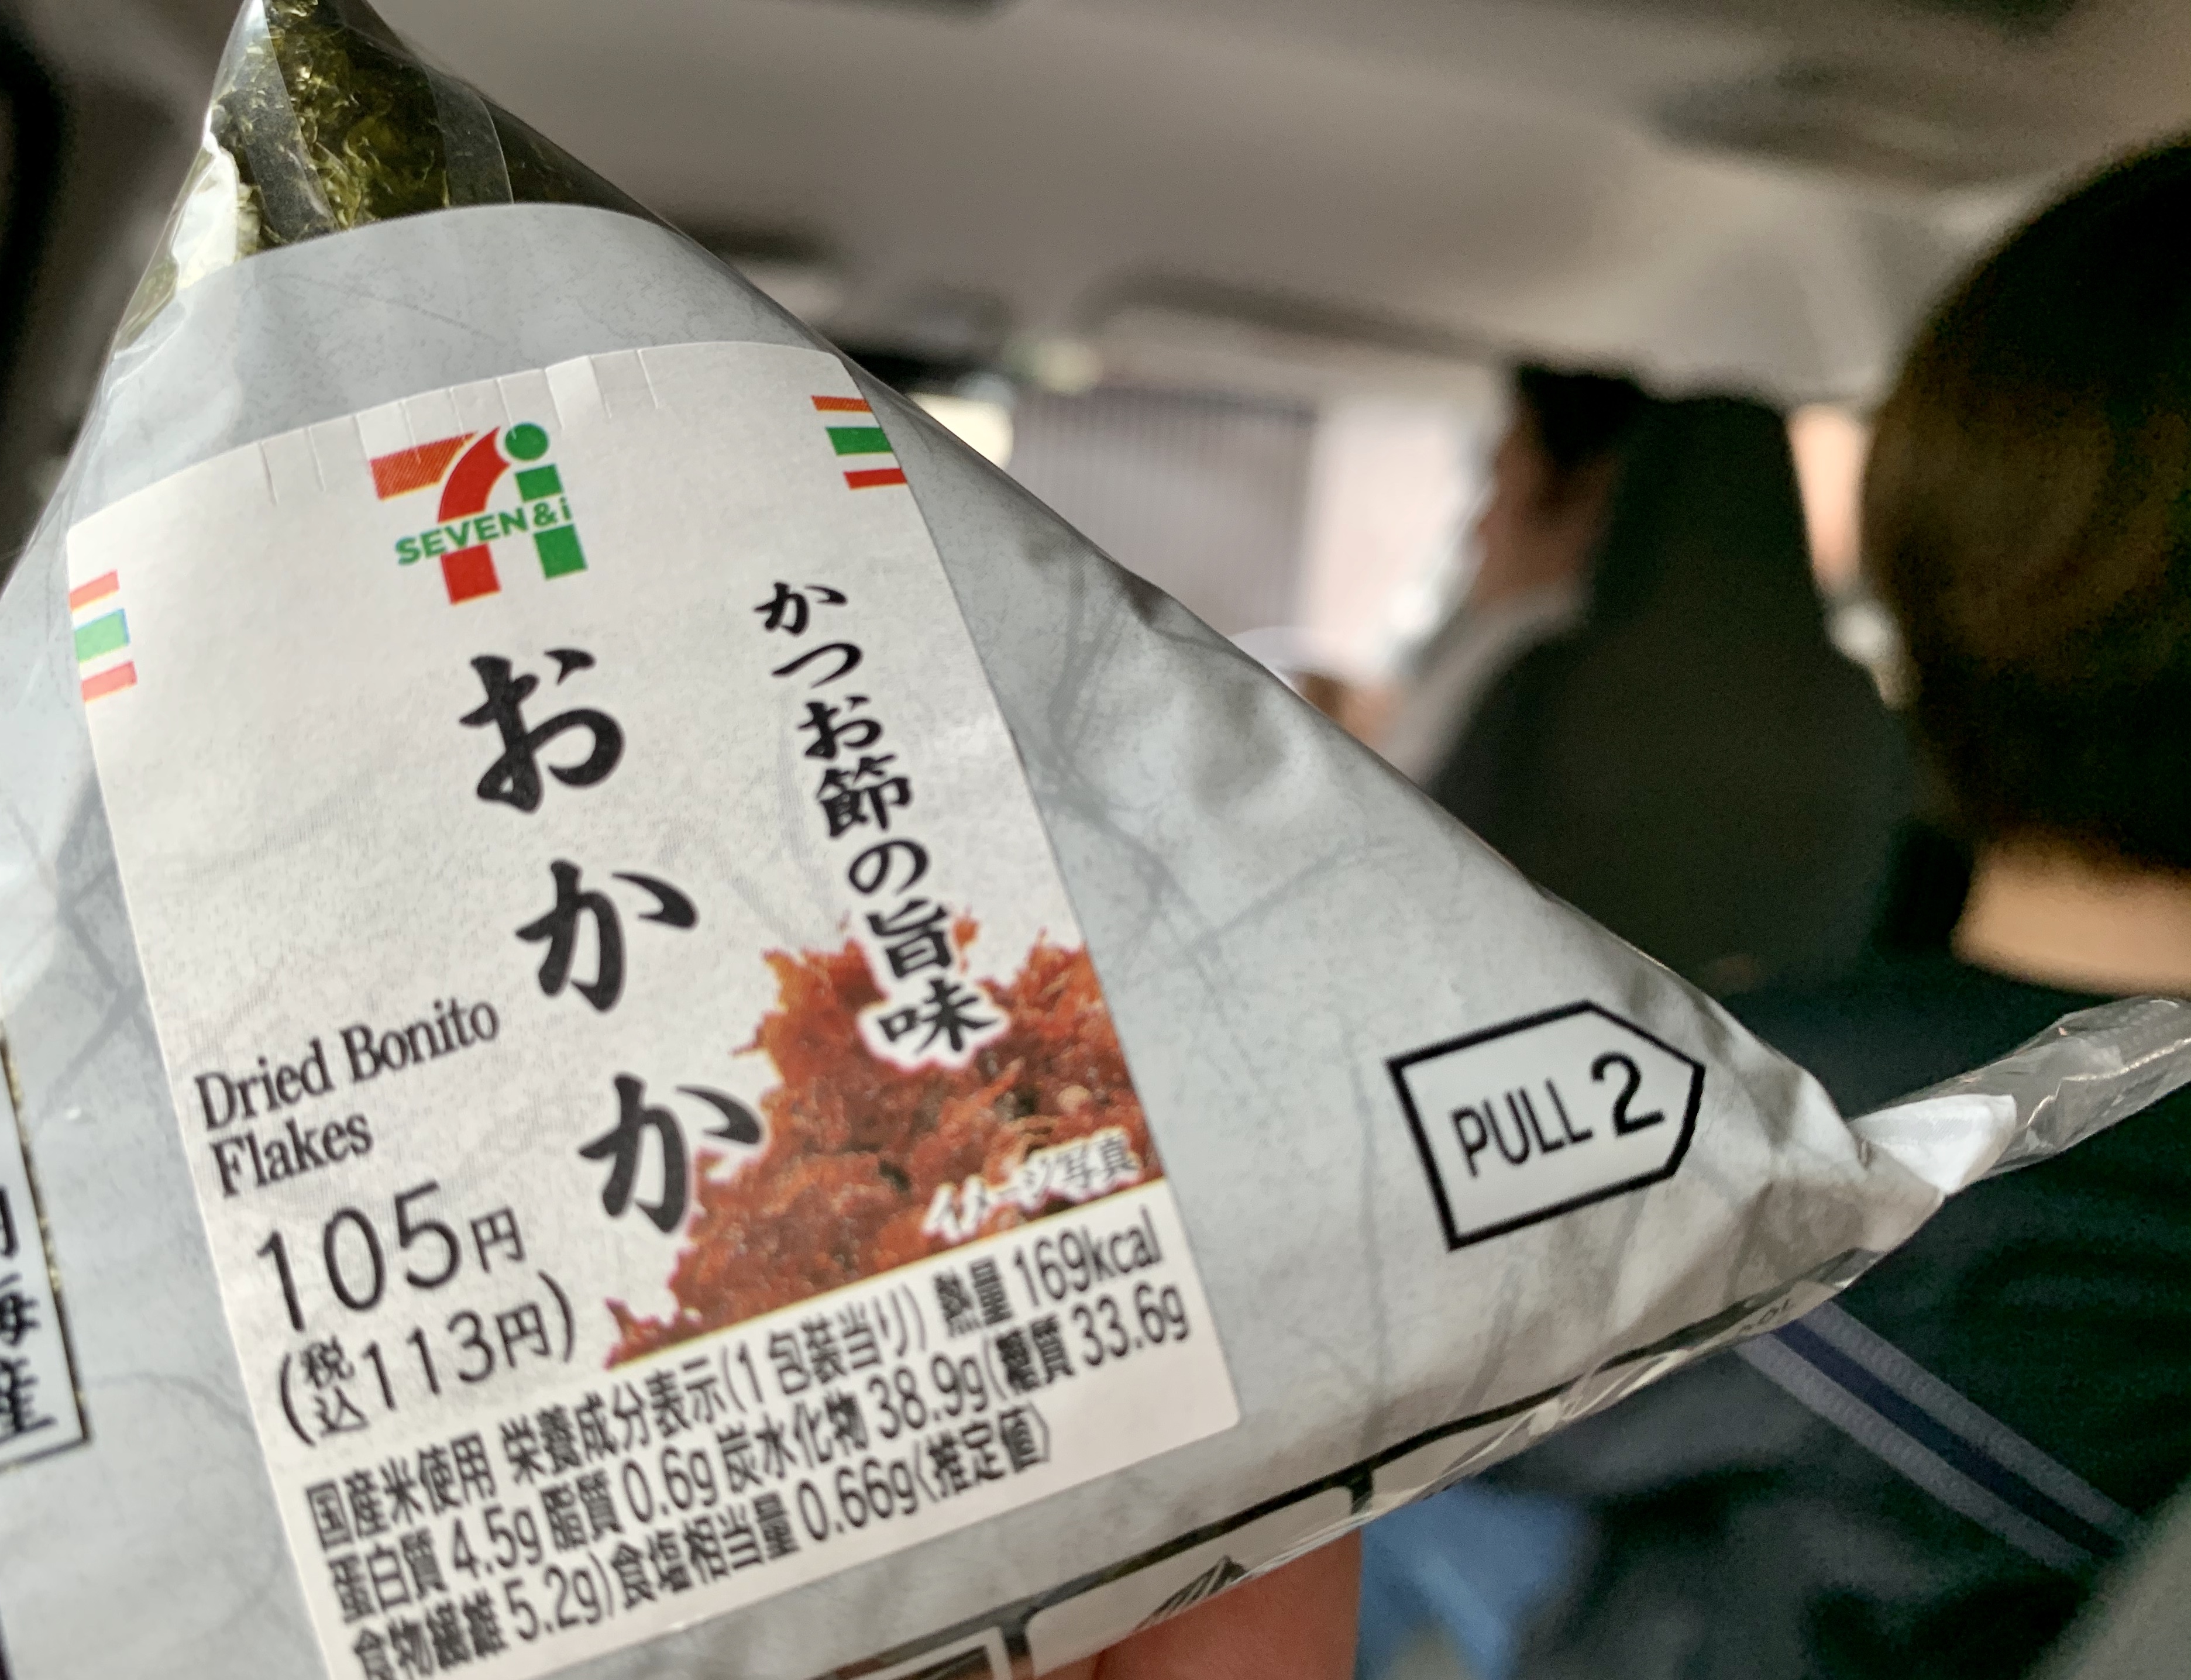 SEVEN&i
かつお節の旨味
おかか
Dried Bonito
Flakes
105円
(税込113円)
イメージ写真
国産米使用 栄養成分表示(1包装当り) 熱量 169kcal
蛋白質 4.5g 脂質 0.6g 炭水化物 38.9g(糖質 33.6g
食物繊維 5.2g) 食塩相当量 0.66g〈推定値〉
PULL 2
海産